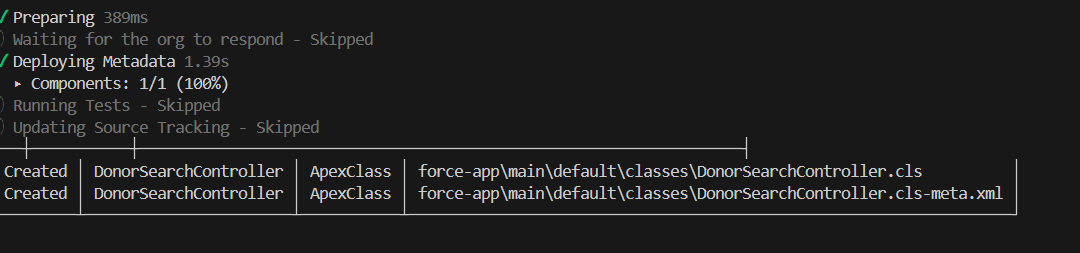 ✓ Preparing 389ms
Waiting for the org to respond - Skipped
✓ Deploying Metadata 1.39s
▸ Components: 1/1 (100%)
Running Tests - Skipped
Updating Source Tracking - Skipped
Created DonorSearchController ApexClass force-app\main\default\classes\DonorSearchController.cls
Created DonorSearchController ApexClass force-app\main\default\classes\DonorSearchController.cls-meta.xml